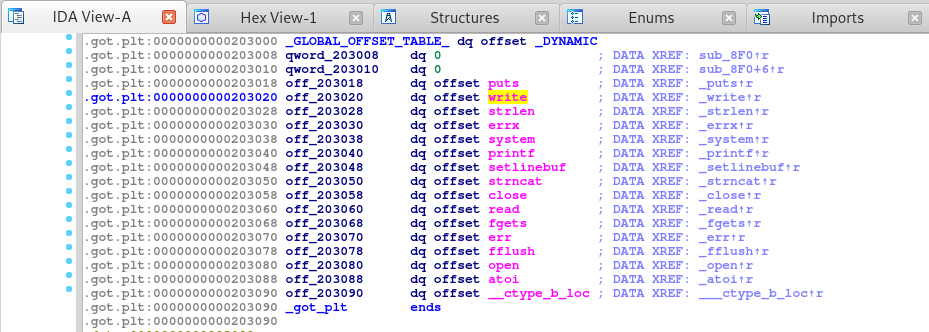 IDA View-A Hex View-1 Structures Enums Imports
.got.plt:0000000000203000 _GLOBAL_OFFSET_TABLE_ dq offset _DYNAMIC
.got.plt:0000000000203008 qword_203008 dq 0 ; DATA XREF: sub_8F0↑r
.got.plt:0000000000203010 qword_203010 dq 0 ; DATA XREF: sub_8F0+6↑r
.got.plt:0000000000203018 off_203018 dq offset puts ; DATA XREF: _puts↑r
.got.plt:0000000000203020 off_203020 dq offset write ; DATA XREF: _write↑r
.got.plt:0000000000203028 off_203028 dq offset strlen ; DATA XREF: _strlen↑r
.got.plt:0000000000203030 off_203030 dq offset errx ; DATA XREF: _errx↑r
.got.plt:0000000000203038 off_203038 dq offset system ; DATA XREF: _system↑r
.got.plt:0000000000203040 off_203040 dq offset printf ; DATA XREF: _printf↑r
.got.plt:0000000000203048 off_203048 dq offset setlinebuf ; DATA XREF: _setlinebuf↑r
.got.plt:0000000000203050 off_203050 dq offset strncat ; DATA XREF: _strncat↑r
.got.plt:0000000000203058 off_203058 dq offset close ; DATA XREF: _close↑r
.got.plt:0000000000203060 off_203060 dq offset read ; DATA XREF: _read↑r
.got.plt:0000000000203068 off_203068 dq offset fgets ; DATA XREF: _fgets↑r
.got.plt:0000000000203070 off_203070 dq offset err ; DATA XREF: _err↑r
.got.plt:0000000000203078 off_203078 dq offset fflush ; DATA XREF: _fflush↑r
.got.plt:0000000000203080 off_203080 dq offset open ; DATA XREF: _open↑r
.got.plt:0000000000203088 off_203088 dq offset atoi ; DATA XREF: _atoi↑r
.got.plt:0000000000203090 off_203090 dq offset __ctype_b_loc ; DATA XREF: ___ctype_b_loc↑r
.got.plt:0000000000203090 _got_plt ends
.got.plt:0000000000203090